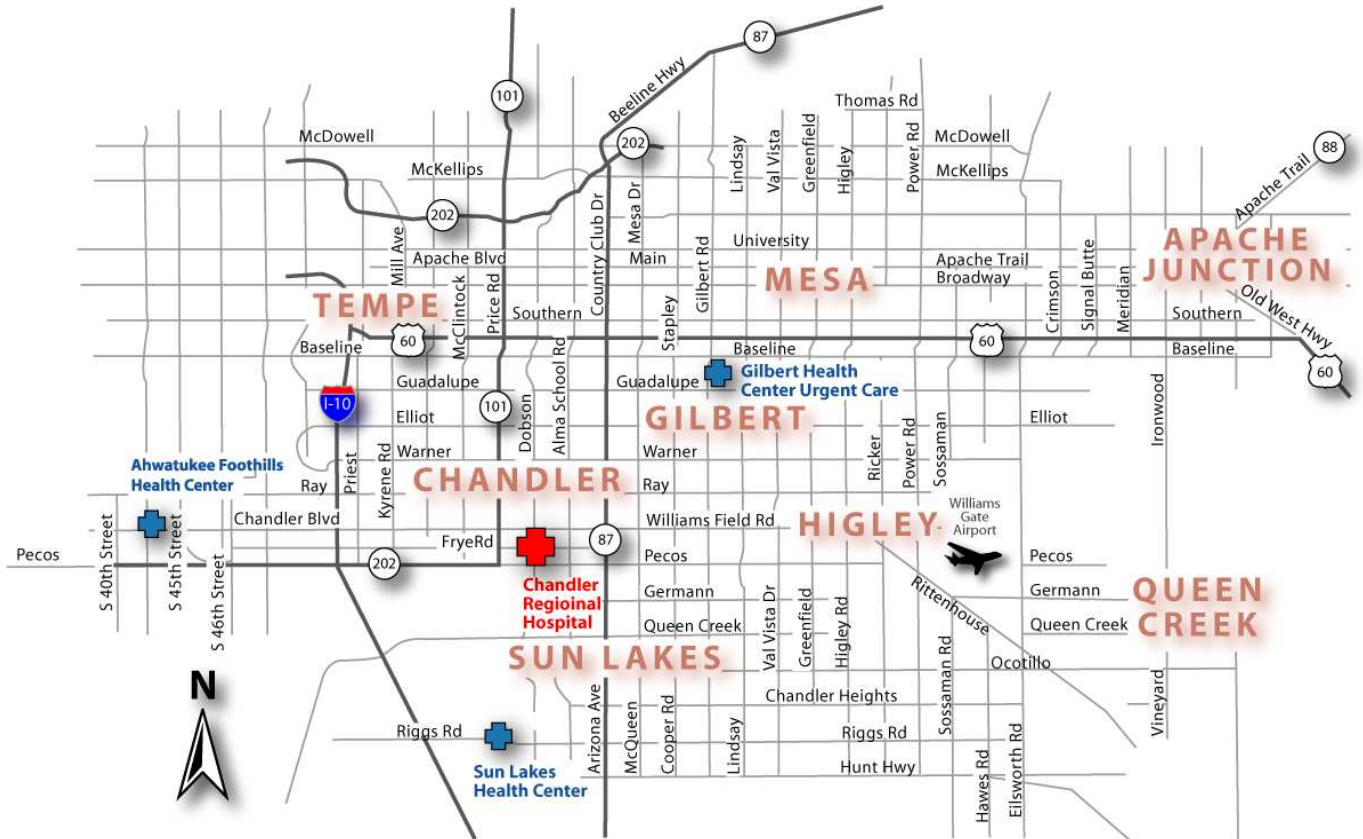 87
101
Beeline Hwy
Thomas Rd
McDowell
202
McDowell
88
McKellips
McKellips
Lindsay
Val Vista
Greenfield
Higley
Power Rd
Apache Trail
202
Mill Ave
Apache Blvd
Country Club Dr
Mesa Dr
Main
Gilbert Rd
University
Apache Trail
Broadway
APACHE
JUNCTION
MESA
TEMPE
McClintock
Price Rd
Southern
Stapley
Crimson
Signal Butte
Meridian
Southern
Old West Hwy
60
60
Baseline
Baseline
Baseline
60
Guadalupe
Guadalupe
Gilbert Health
Center Urgent Care
I-10
101
Elliot
Dobson
Alma School Rd
GILBERT
Elliot
Ironwood
Warner
Warner
Priest
Kyrene Rd
Ricker
Power Rd
Sossaman
Ahwatukee Foothills
Health Center
Ray
CHANDLER
Ray
Chandler Blvd
Williams Field Rd
HIGLEY
Williams
Gate
Airport
FryeRd
87
Pecos
S 40th Street
S 45th Street
S 46th Street
202
Pecos
Pecos
Chandler
Regioinal
Hospital
Germann
Rittenhouse
Germann
QUEEN
CREEK
Queen Creek
Val Vista Dr
Greenfield
Higley Rd
Queen Creek
SUN LAKES
Sossaman Rd
Ocotillo
N
Chandler Heights
Vineyard
Riggs Rd
Arizona Ave
McQueen
Cooper Rd
Lindsay
Riggs Rd
Sun Lakes
Health Center
Hunt Hwy
Hawes Rd
Eilsworth Rd